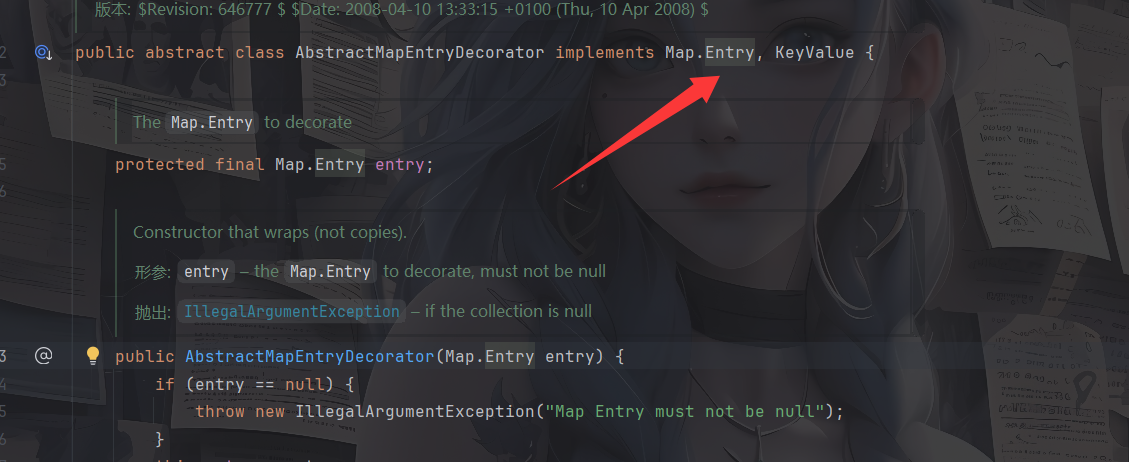 版本: $Revision: 646777 $ $Date: 2008-04-10 13:33:15 +0100 (Thu, 10 Apr 2008) $
2 public abstract class AbstractMapEntryDecorator implements Map.Entry, KeyValue {
3
The Map.Entry to decorate
5 protected final Map.Entry entry;
6
Constructor that wraps (not copies).
形参: entry – the Map.Entry to decorate, must not be null
抛出: IllegalArgumentException – if the collection is null
3 @ public AbstractMapEntryDecorator(Map.Entry entry) {
4 if (entry == null) {
5 throw new IllegalArgumentException("Map Entry must not be null");
6 }